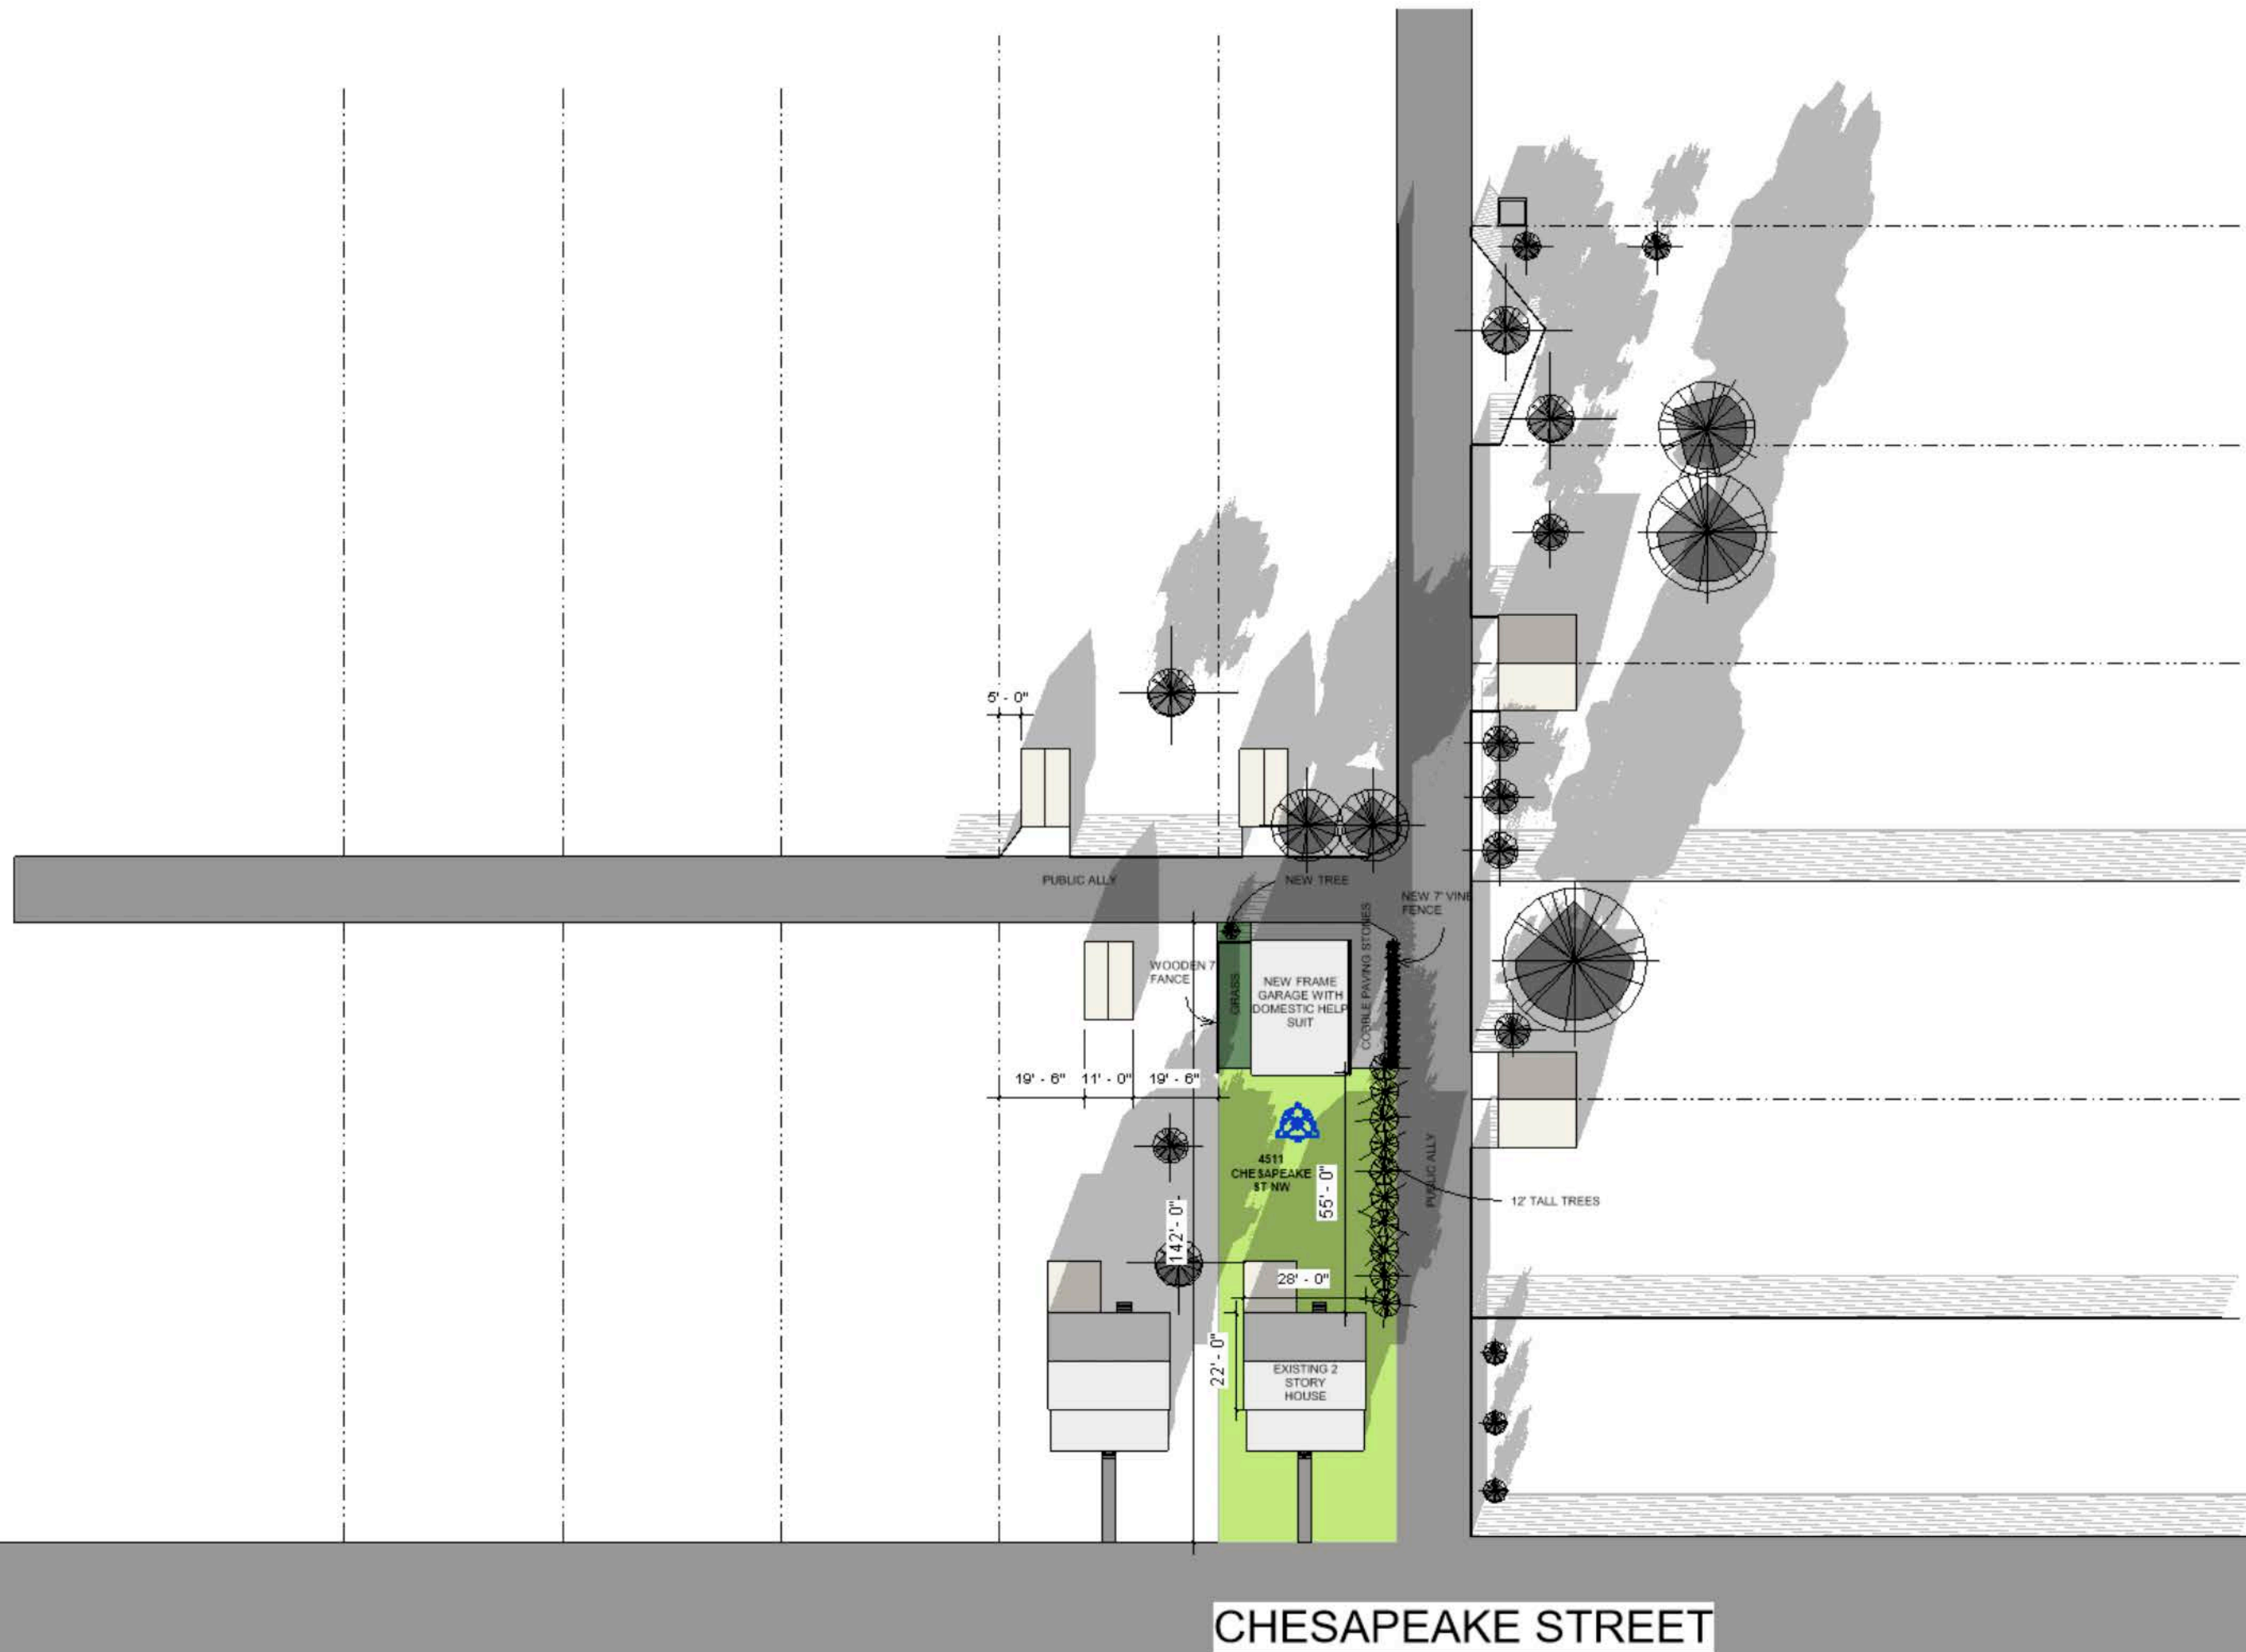 5' - 0"
PUBLIC ALLY
NEW TREE
NEW 7' VINE
FENCE
COBBLE PAVING STONES
WOODEN 7'
FANCE
GRASS
NEW FRAME
GARAGE WITH
DOMESTIC HELP
SUIT
19' - 6"
11' - 0"
19' - 6"
4511
CHESAPEAKE
ST NW
55' - 0"
PUBLIC ALLY
12' TALL TREES
142' - 0"
28' - 0"
22' - 0"
EXISTING 2
STORY
HOUSE
CHESAPEAKE STREET